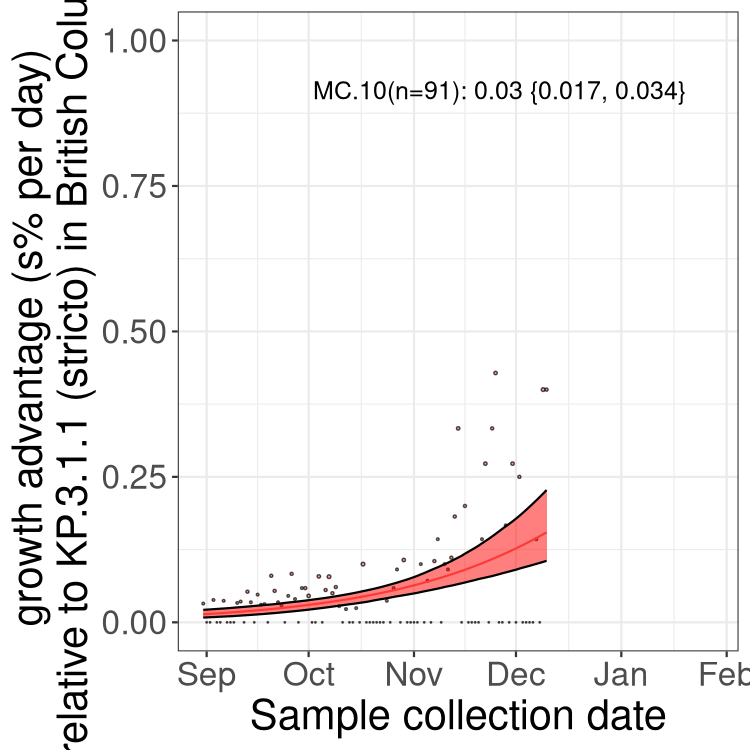 growth advantage (s% per day)
relative to KP.3.1.1 (stricto) in British Colu
1.00
0.75
0.50
0.25
0.00
MC.10(n=91): 0.03 {0.017, 0.034}
Sep Oct Nov Dec Jan Feb
Sample collection date